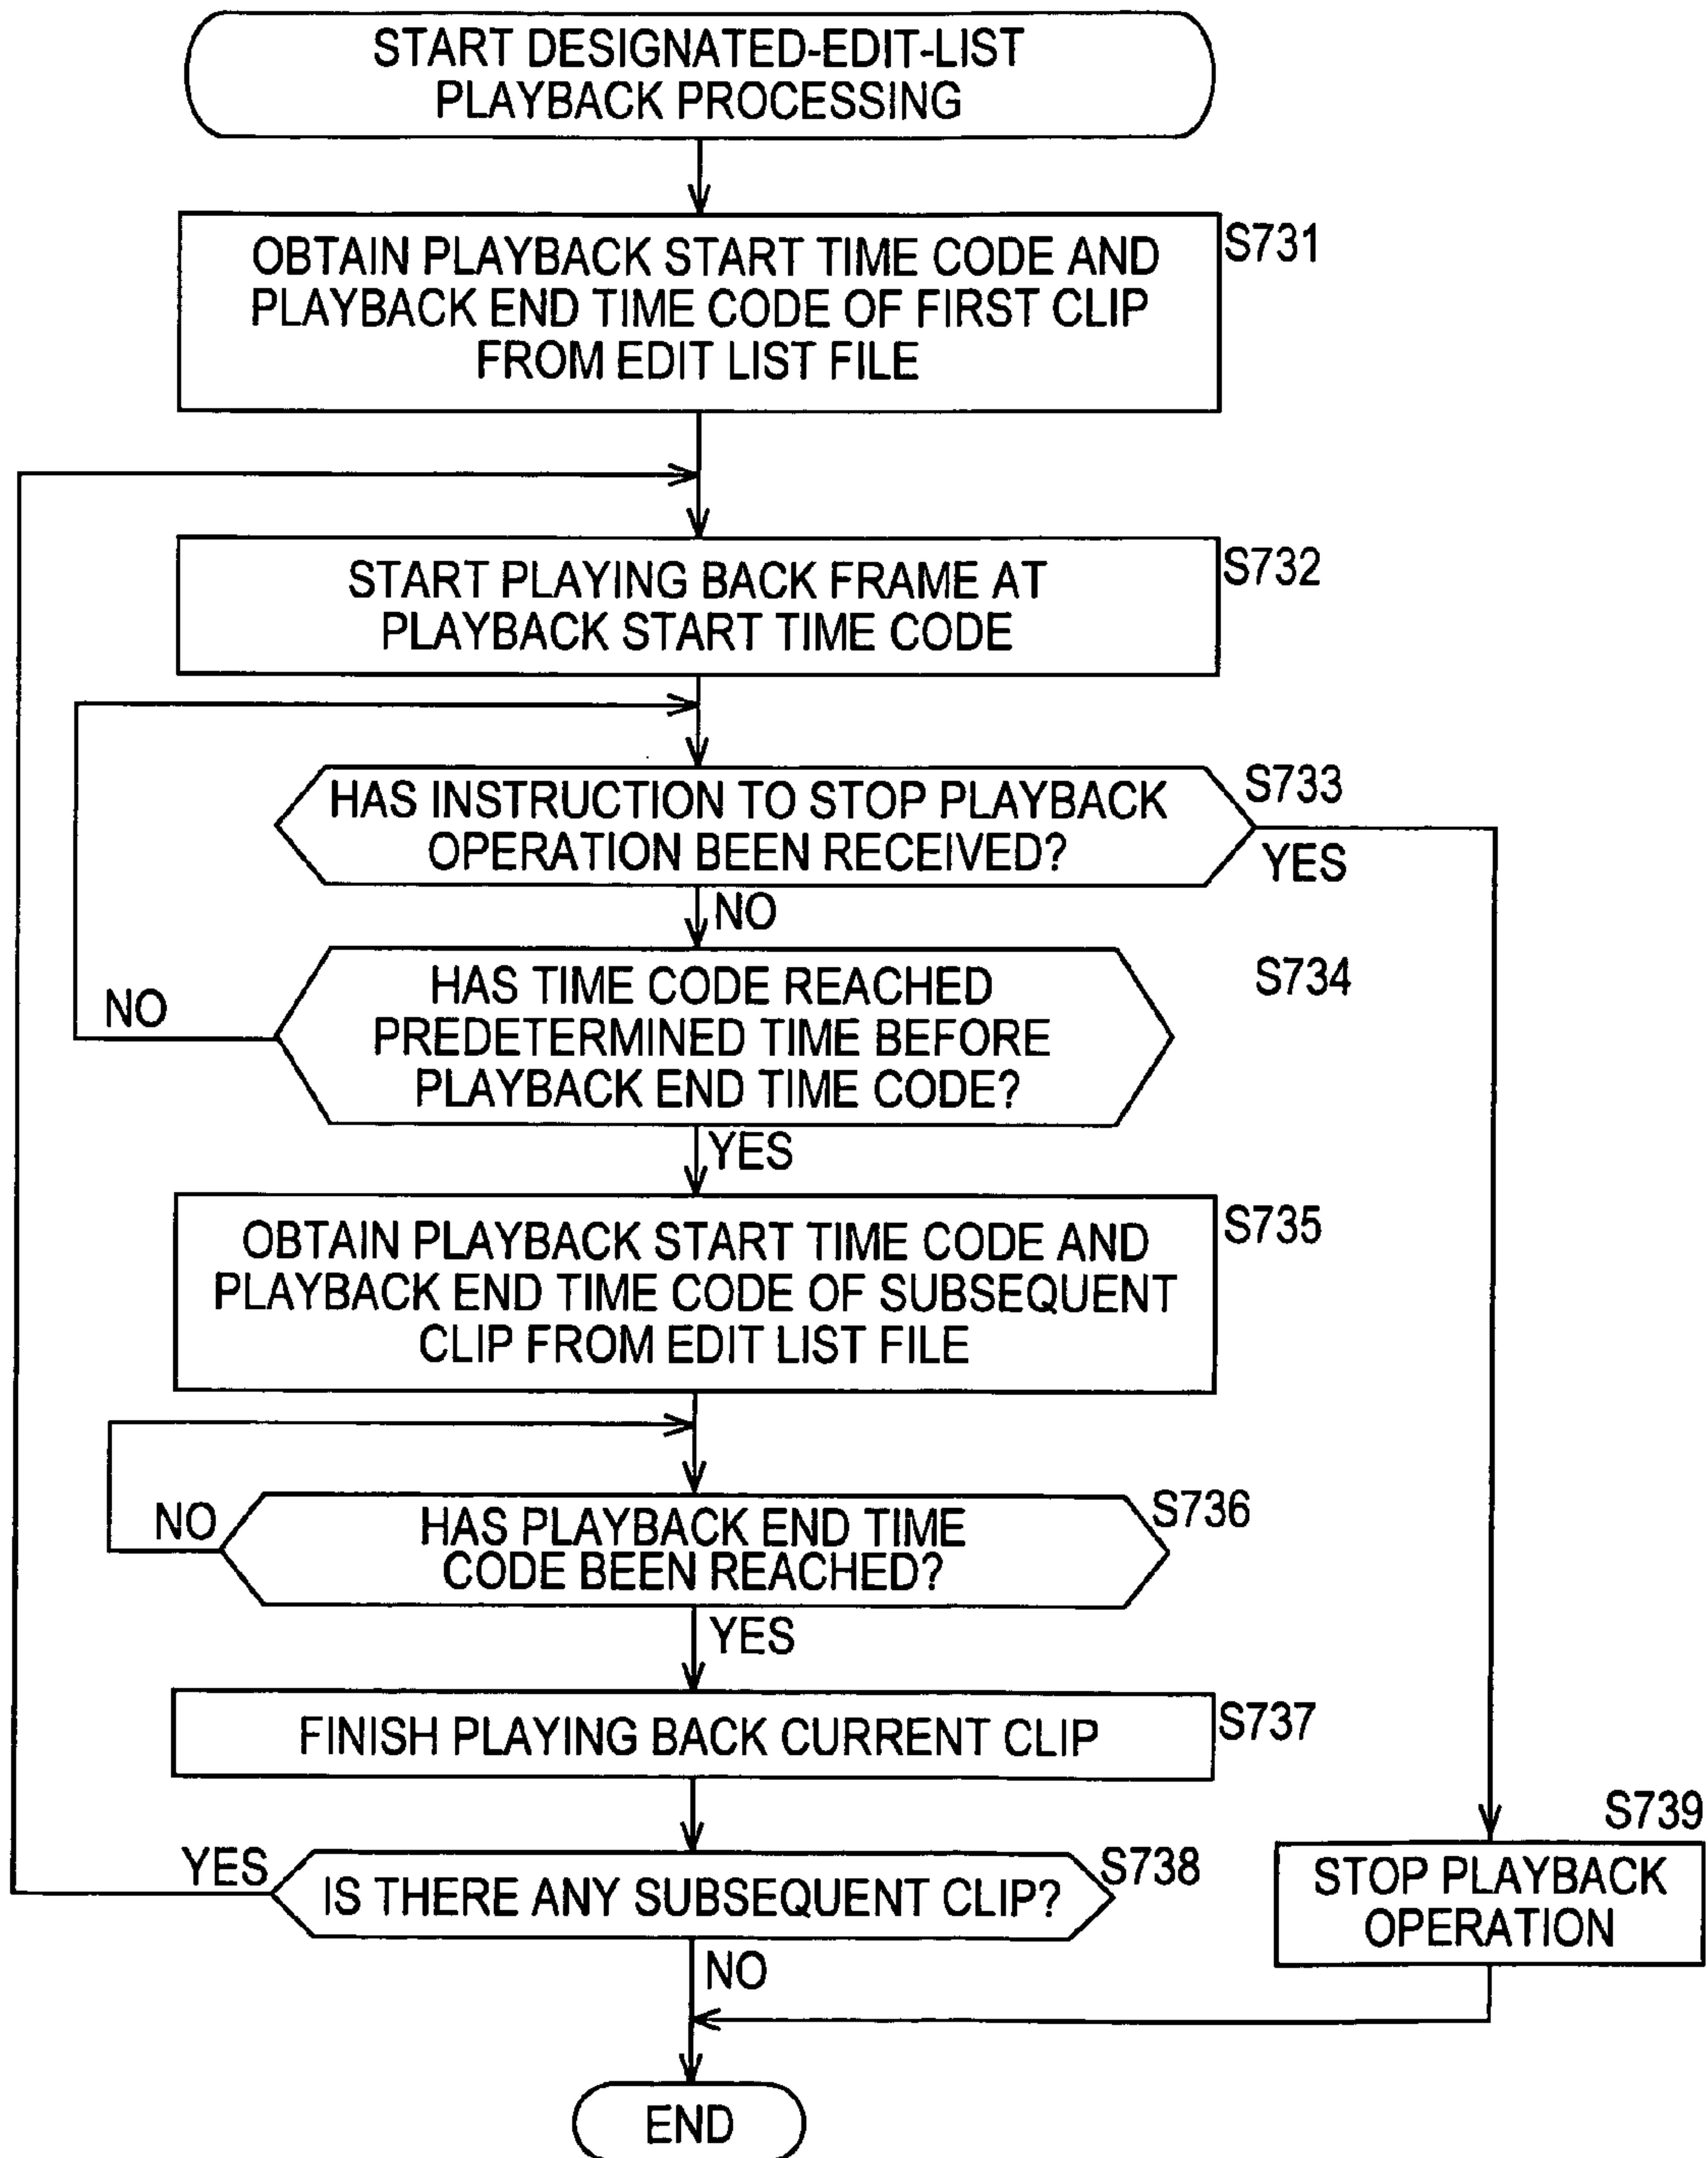 START DESIGNATED-EDIT-LIST
PLAYBACK PROCESSING
S731
OBTAIN PLAYBACK START TIME CODE AND
PLAYBACK END TIME CODE OF FIRST CLIP
FROM EDIT LIST FILE
S732
START PLAYING BACK FRAME AT
PLAYBACK START TIME CODE
S733
HAS INSTRUCTION TO STOP PLAYBACK
OPERATION BEEN RECEIVED?
YES
NO
S734
HAS TIME CODE REACHED
PREDETERMINED TIME BEFORE
PLAYBACK END TIME CODE?
NO
YES
S735
OBTAIN PLAYBACK START TIME CODE AND
PLAYBACK END TIME CODE OF SUBSEQUENT
CLIP FROM EDIT LIST FILE
S736
HAS PLAYBACK END TIME
CODE BEEN REACHED?
NO
YES
S737
FINISH PLAYING BACK CURRENT CLIP
S738
IS THERE ANY SUBSEQUENT CLIP?
YES
NO
S739
STOP PLAYBACK
OPERATION
END